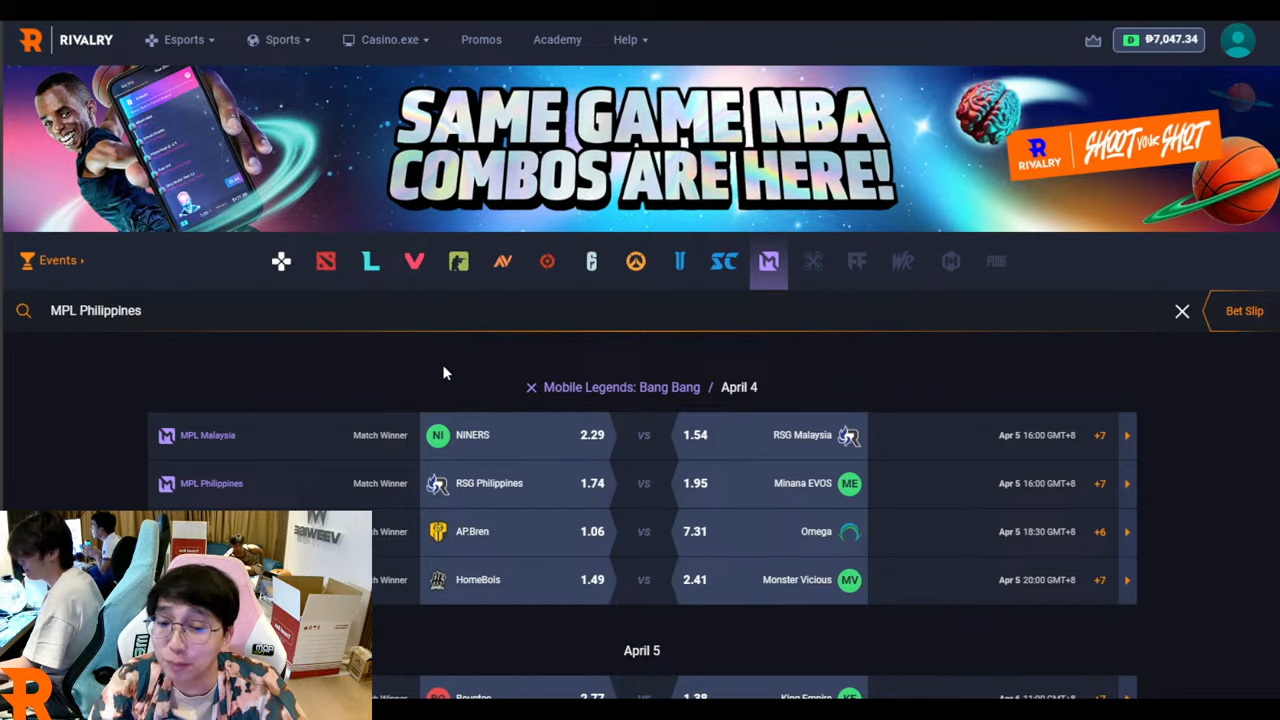 RIVALRY
Esports
Sports
Casino.exe
Promos
Academy
Help
₱7,047.34
SAME GAME NBA
COMBOS ARE HERE!
RIVALRY
SHOOT YOUR SHOT
Events
MPL Philippines
Bet Slip
Mobile Legends: Bang Bang / April 4
MPL Malaysia Match Winner NI NINERS 2.29 VS 1.54 RSG Malaysia Apr 5 16:00 GMT+8 +7
MPL Philippines Match Winner RSG Philippines 1.74 VS 1.95 Minana EVOS ME Apr 5 16:00 GMT+8 +7
Winner AP.Bren 1.06 VS 7.31 Omega Apr 5 18:30 GMT+8 +6
Winner HomeBois 1.49 VS 2.41 Monster Vicious MV Apr 5 20:00 GMT+8 +7
April 5